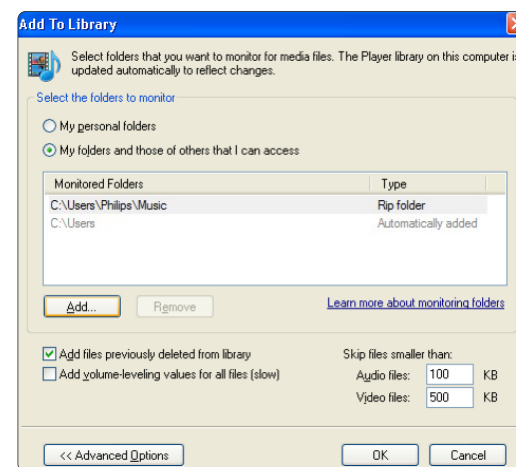 Add To Library
Select folders that you want to monitor for media files. The Player library on this computer is
updated automatically to reflect changes.
Select the folders to monitor
My personal folders
My folders and those of others that I can access
Monitored Folders Type
C:\Users\Philips\Music Rip folder
C:\Users Automatically added
Add... Remove Learn more about monitoring folders
Add files previously deleted from library Skip files smaller than:
Add volume-leveling values for all files (slow) Audio files: 100 KB
Video files: 500 KB
<< Advanced Options OK Cancel